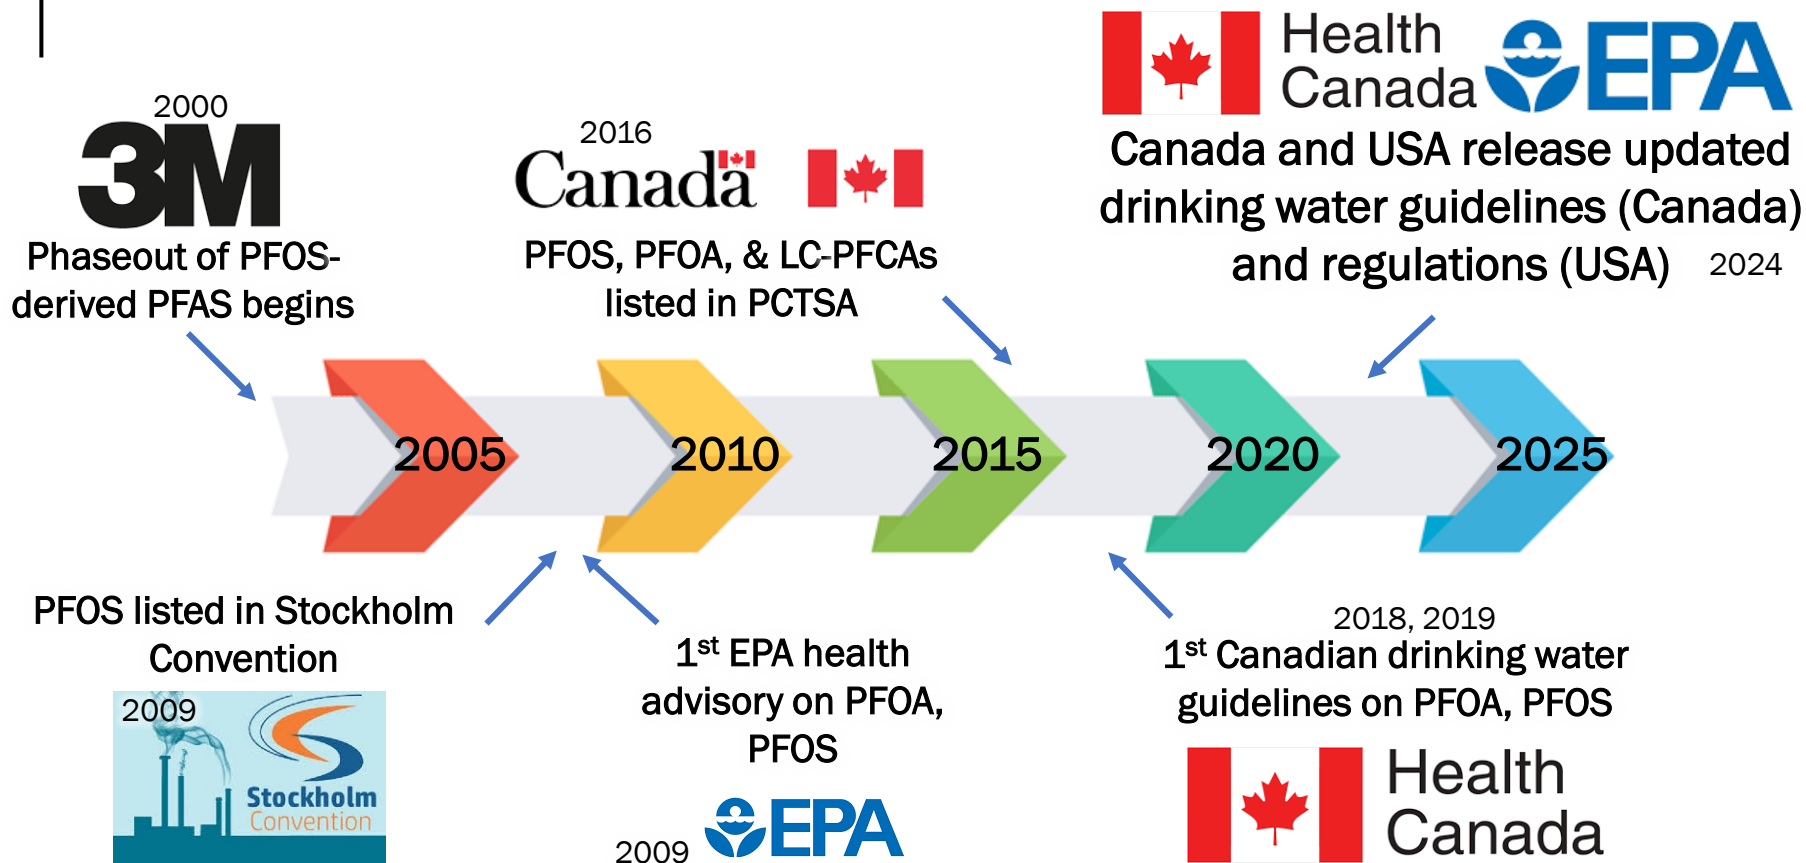 2000
3M
Phaseout of PFOS-
derived PFAS begins
2016
Canada
PFOS, PFOA, & LC-PFCAs
listed in PCTSA
Health
Canada
EPA
Canada and USA release updated
drinking water guidelines (Canada)
and regulations (USA) 2024
2005
2010
2015
2020
2025
PFOS listed in Stockholm
Convention
2009
Stockholm
Convention
1st EPA health
advisory on PFOA,
PFOS
2009
EPA
2018, 2019
1st Canadian drinking water
guidelines on PFOA, PFOS
Health
Canada